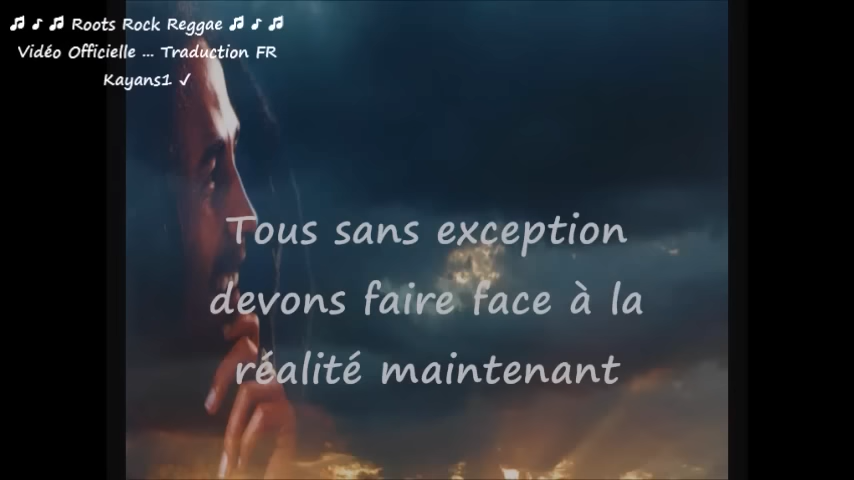 ♫ ♪ ♫ Roots Rock Reggae ♫ ♪ ♫
Vidéo Officielle ... Traduction FR
Kayans1 ✓
Tous sans exception
devons faire face à la
réalité maintenant